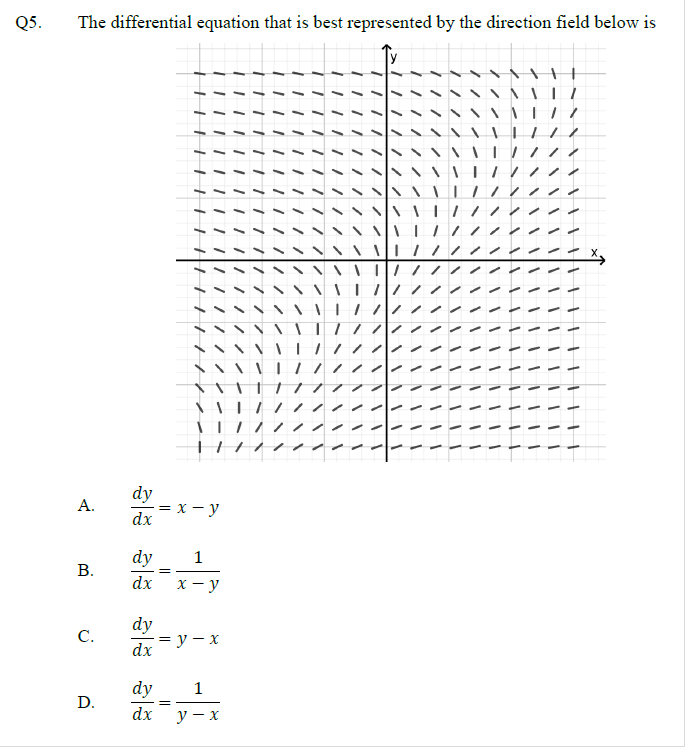 Q5. The differential equation that is best represented by the direction field below is
y
x
A. dy/dx = x − y
B. dy/dx = 1/(x − y)
C. dy/dx = y − x
D. dy/dx = 1/(y − x)